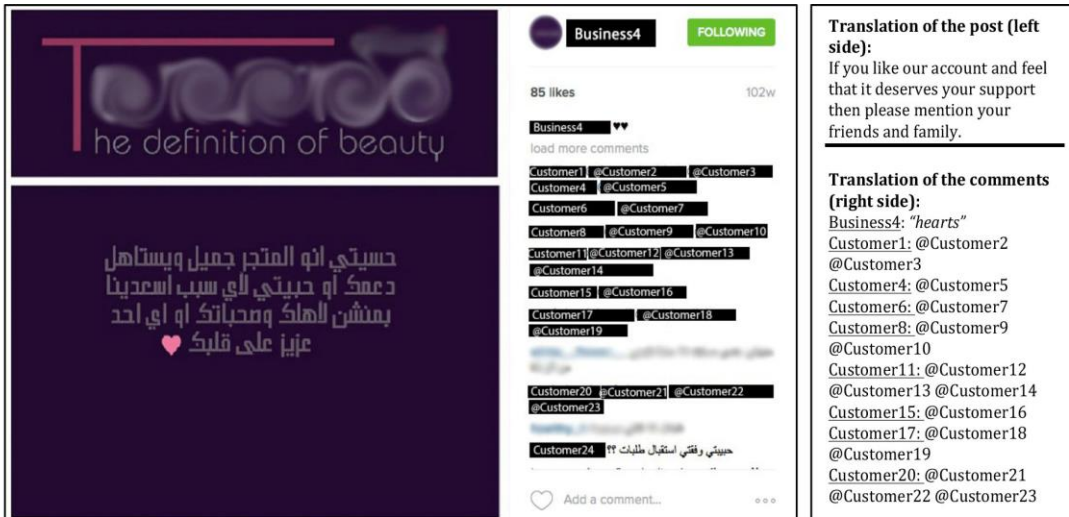 he definition of beauty
حسيتي انو المتجر جميل ويستاهل
دعمك او حبيتي لاي سبب اسعدينا
بمنشن لاهلك وصحباتك او اي احد
عزيز على قلبك ♥
Business4
FOLLOWING
85 likes
102w
Business4 ♥♥
load more comments
Customer1 @Customer2 @Customer3
Customer4 @Customer5
Customer6 @Customer7
Customer8 @Customer9 @Customer10
Customer11 @Customer12 @Customer13
@Customer14
Customer15 @Customer16
Customer17 @Customer18
@Customer19
Customer20 @Customer21 @Customer22
@Customer23
Customer24 حبيبتي وقفتي استقبال طلبات ؟؟
Add a comment...
Translation of the post (left
side):
If you like our account and feel
that it deserves your support
then please mention your
friends and family.
Translation of the comments
(right side):
Business4: “hearts”
Customer1: @Customer2
@Customer3
Customer4: @Customer5
Customer6: @Customer7
Customer8: @Customer9
@Customer10
Customer11: @Customer12
@Customer13 @Customer14
Customer15: @Customer16
Customer17: @Customer18
@Customer19
Customer20: @Customer21
@Customer22 @Customer23